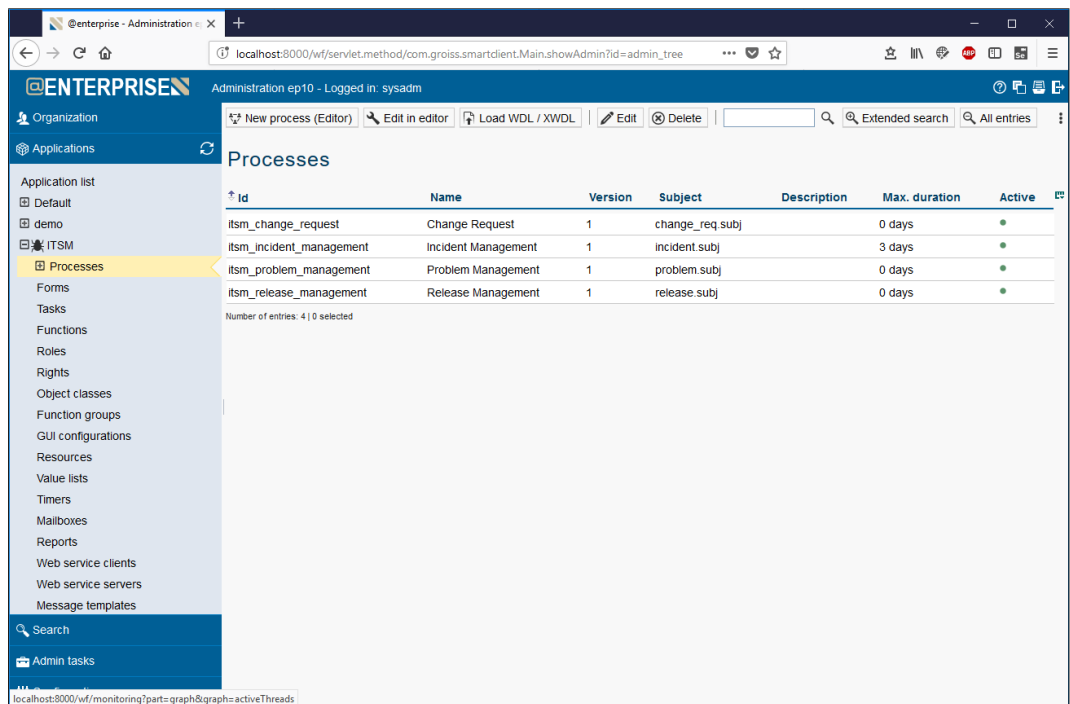 @enterprise - Administration e
localhost:8000/wf/servlet.method/com.groiss.smartclient.Main.showAdmin?id=admin_tree
ABP
Se
@ENTERPRISE
Administration ep10 - Logged in: sysadm
Organization
New process (Editor) Edit in editor Load WDL / XWDL Edit Delete Extended search All entries
Applications
Processes
Application list
Default
demo
ITSM
Processes
Forms
Tasks
Functions
Roles
Rights
Object classes
Function groups
GUI configurations
Resources
Value lists
Timers
Mailboxes
Reports
Web service clients
Web service servers
Message templates
Search
Admin tasks
Id Name Version Subject Description Max. duration Active
itsm_change_request Change Request 1 change_req.subj 0 days
itsm_incident_management Incident Management 1 incident.subj 3 days
itsm_problem_management Problem Management 1 problem.subj 0 days
itsm_release_management Release Management 1 release.subj 0 days
Number of entries: 4 | 0 selected
localhost:8000/wf/monitoring?part=graph&graph=activeThreads